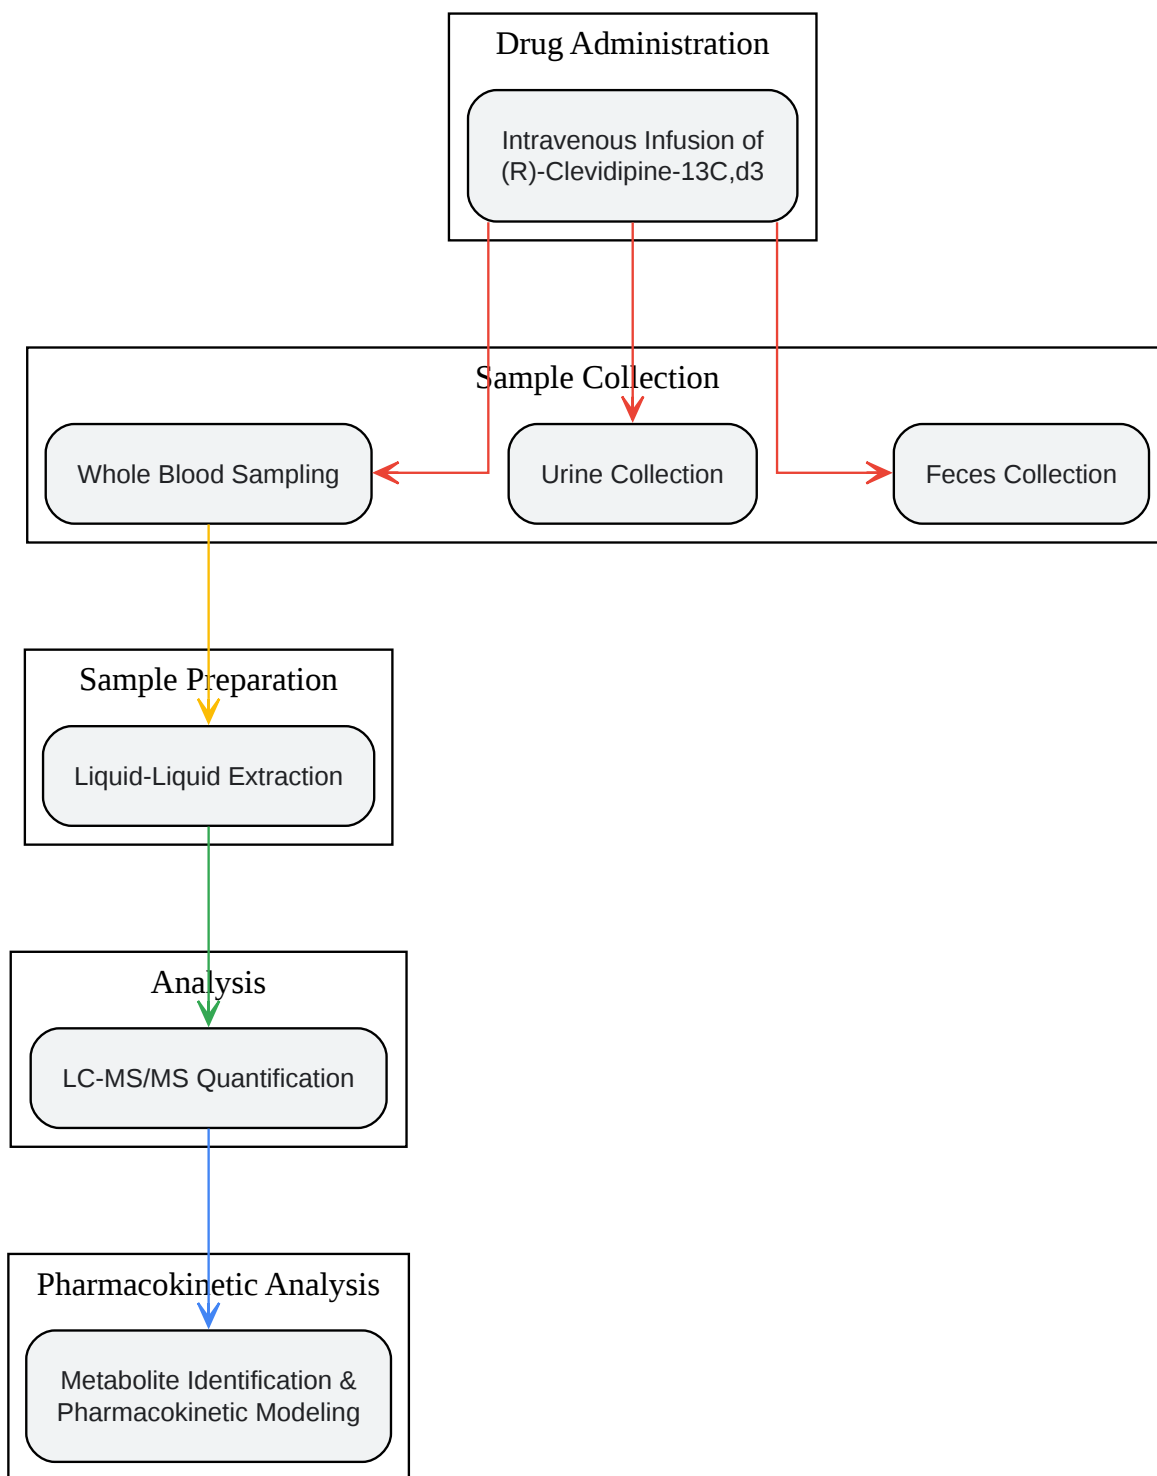 Drug Administration
Intravenous Infusion of
(R)-Clevidipine-13C,d3
Sample Collection
Whole Blood Sampling
Urine Collection
Feces Collection
Sample Preparation
Liquid-Liquid Extraction
Analysis
LC-MS/MS Quantification
Pharmacokinetic Analysis
Metabolite Identification &
Pharmacokinetic Modeling